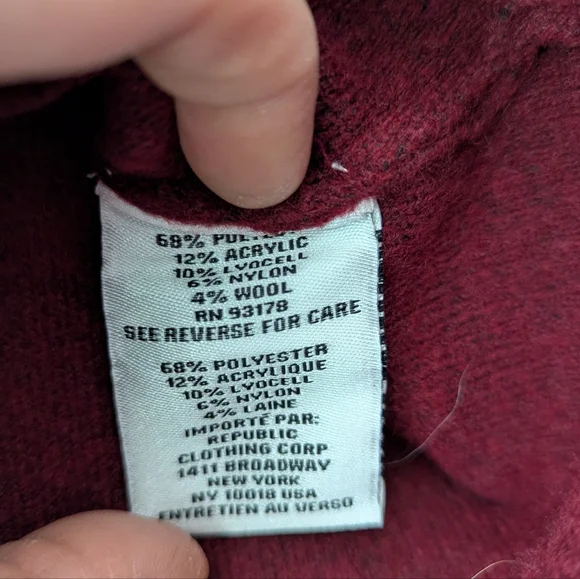 68%
12% ACRYLIC
10% LYOCELL
6% NYLON
4% WOOL
RN 93178
SEE REVERSE FOR CARE
68% POLYESTER
12% ACRYLIQUE
10% LYOCELL
6% NYLON
4% LAINE
IMPORTÉ PAR:
REPUBLIC
CLOTHING CORP
1411 BROADWAY
NEW YORK
NY 10018 USA
ENTRETIEN AU VERSO